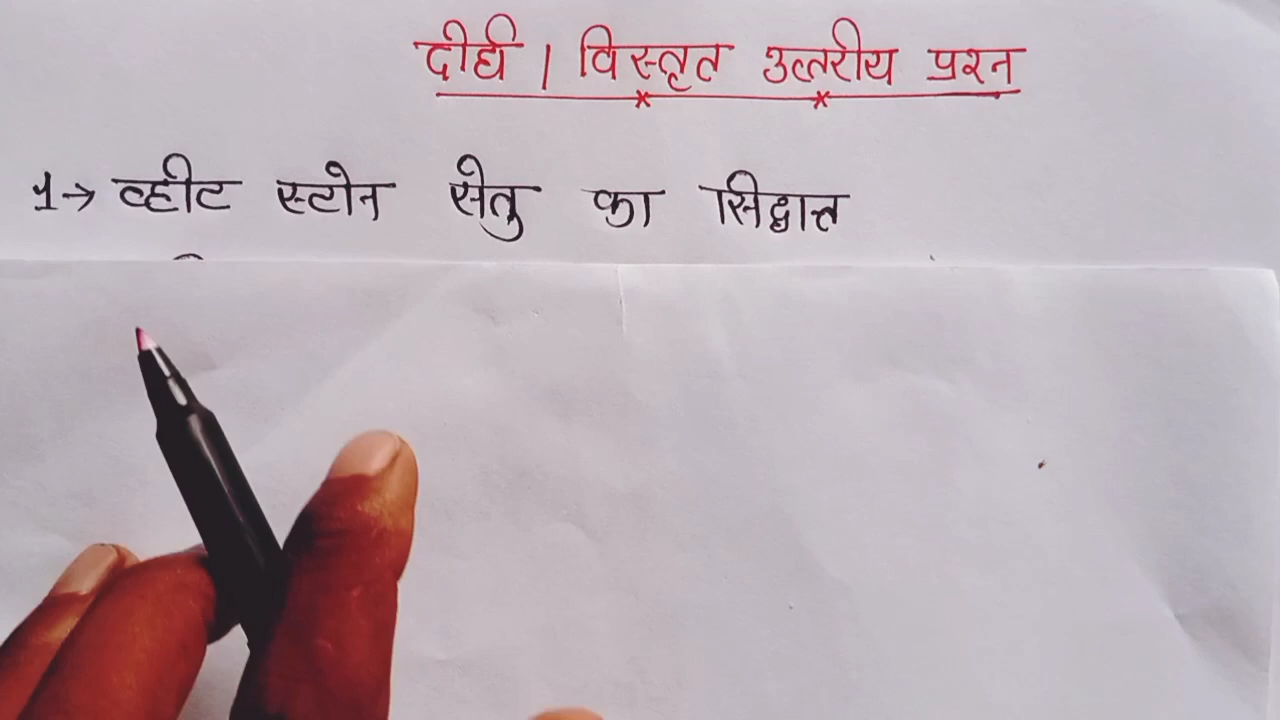 दीर्घ / विस्तृत उत्तरीय प्रश्न
1→ व्हीट स्टोन सेतु का सिद्धान्त